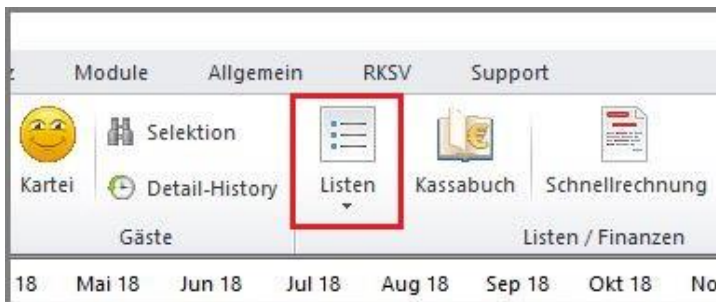 Module Allgemein RKSV Support
Selektion
Kartei Detail-History Listen Kassabuch Schnellrechnung
Gäste Listen / Finanzen
18 Mai 18 Jun 18 Jul 18 Aug 18 Sep 18 Okt 18